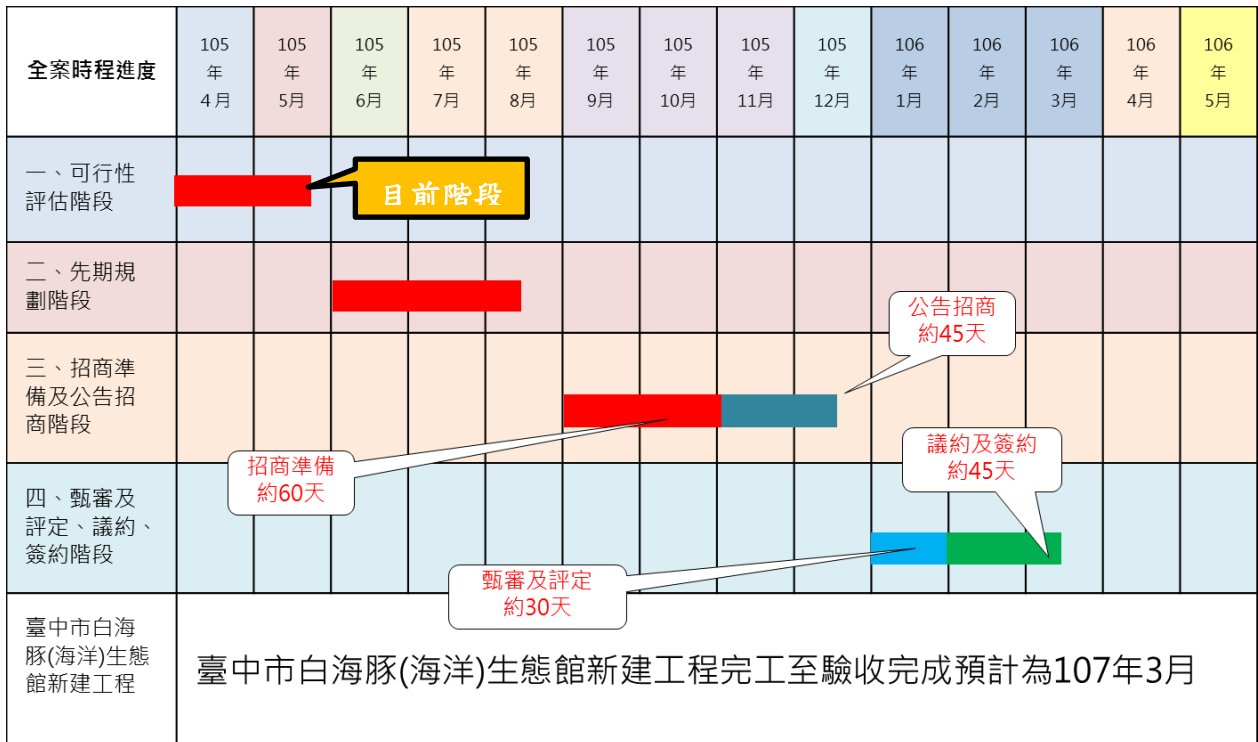 全案時程進度
105
年
4月
105
年
5月
105
年
6月
105
年
7月
105
年
8月
105
年
9月
105
年
10月
105
年
11月
105
年
12月
106
年
1月
106
年
2月
106
年
3月
106
年
4月
106
年
5月
一、可行性
評估階段
目前階段
二、先期規
劃階段
公告招商
約45天
三、招商準
備及公告招
商階段
招商準備
約60天
議約及簽約
約45天
四、甄審及
評定、議約、
簽約階段
甄審及評定
約30天
臺中市白海
豚(海洋)生態
館新建工程
臺中市白海豚(海洋)生態館新建工程完工至驗收完成預計為107年3月